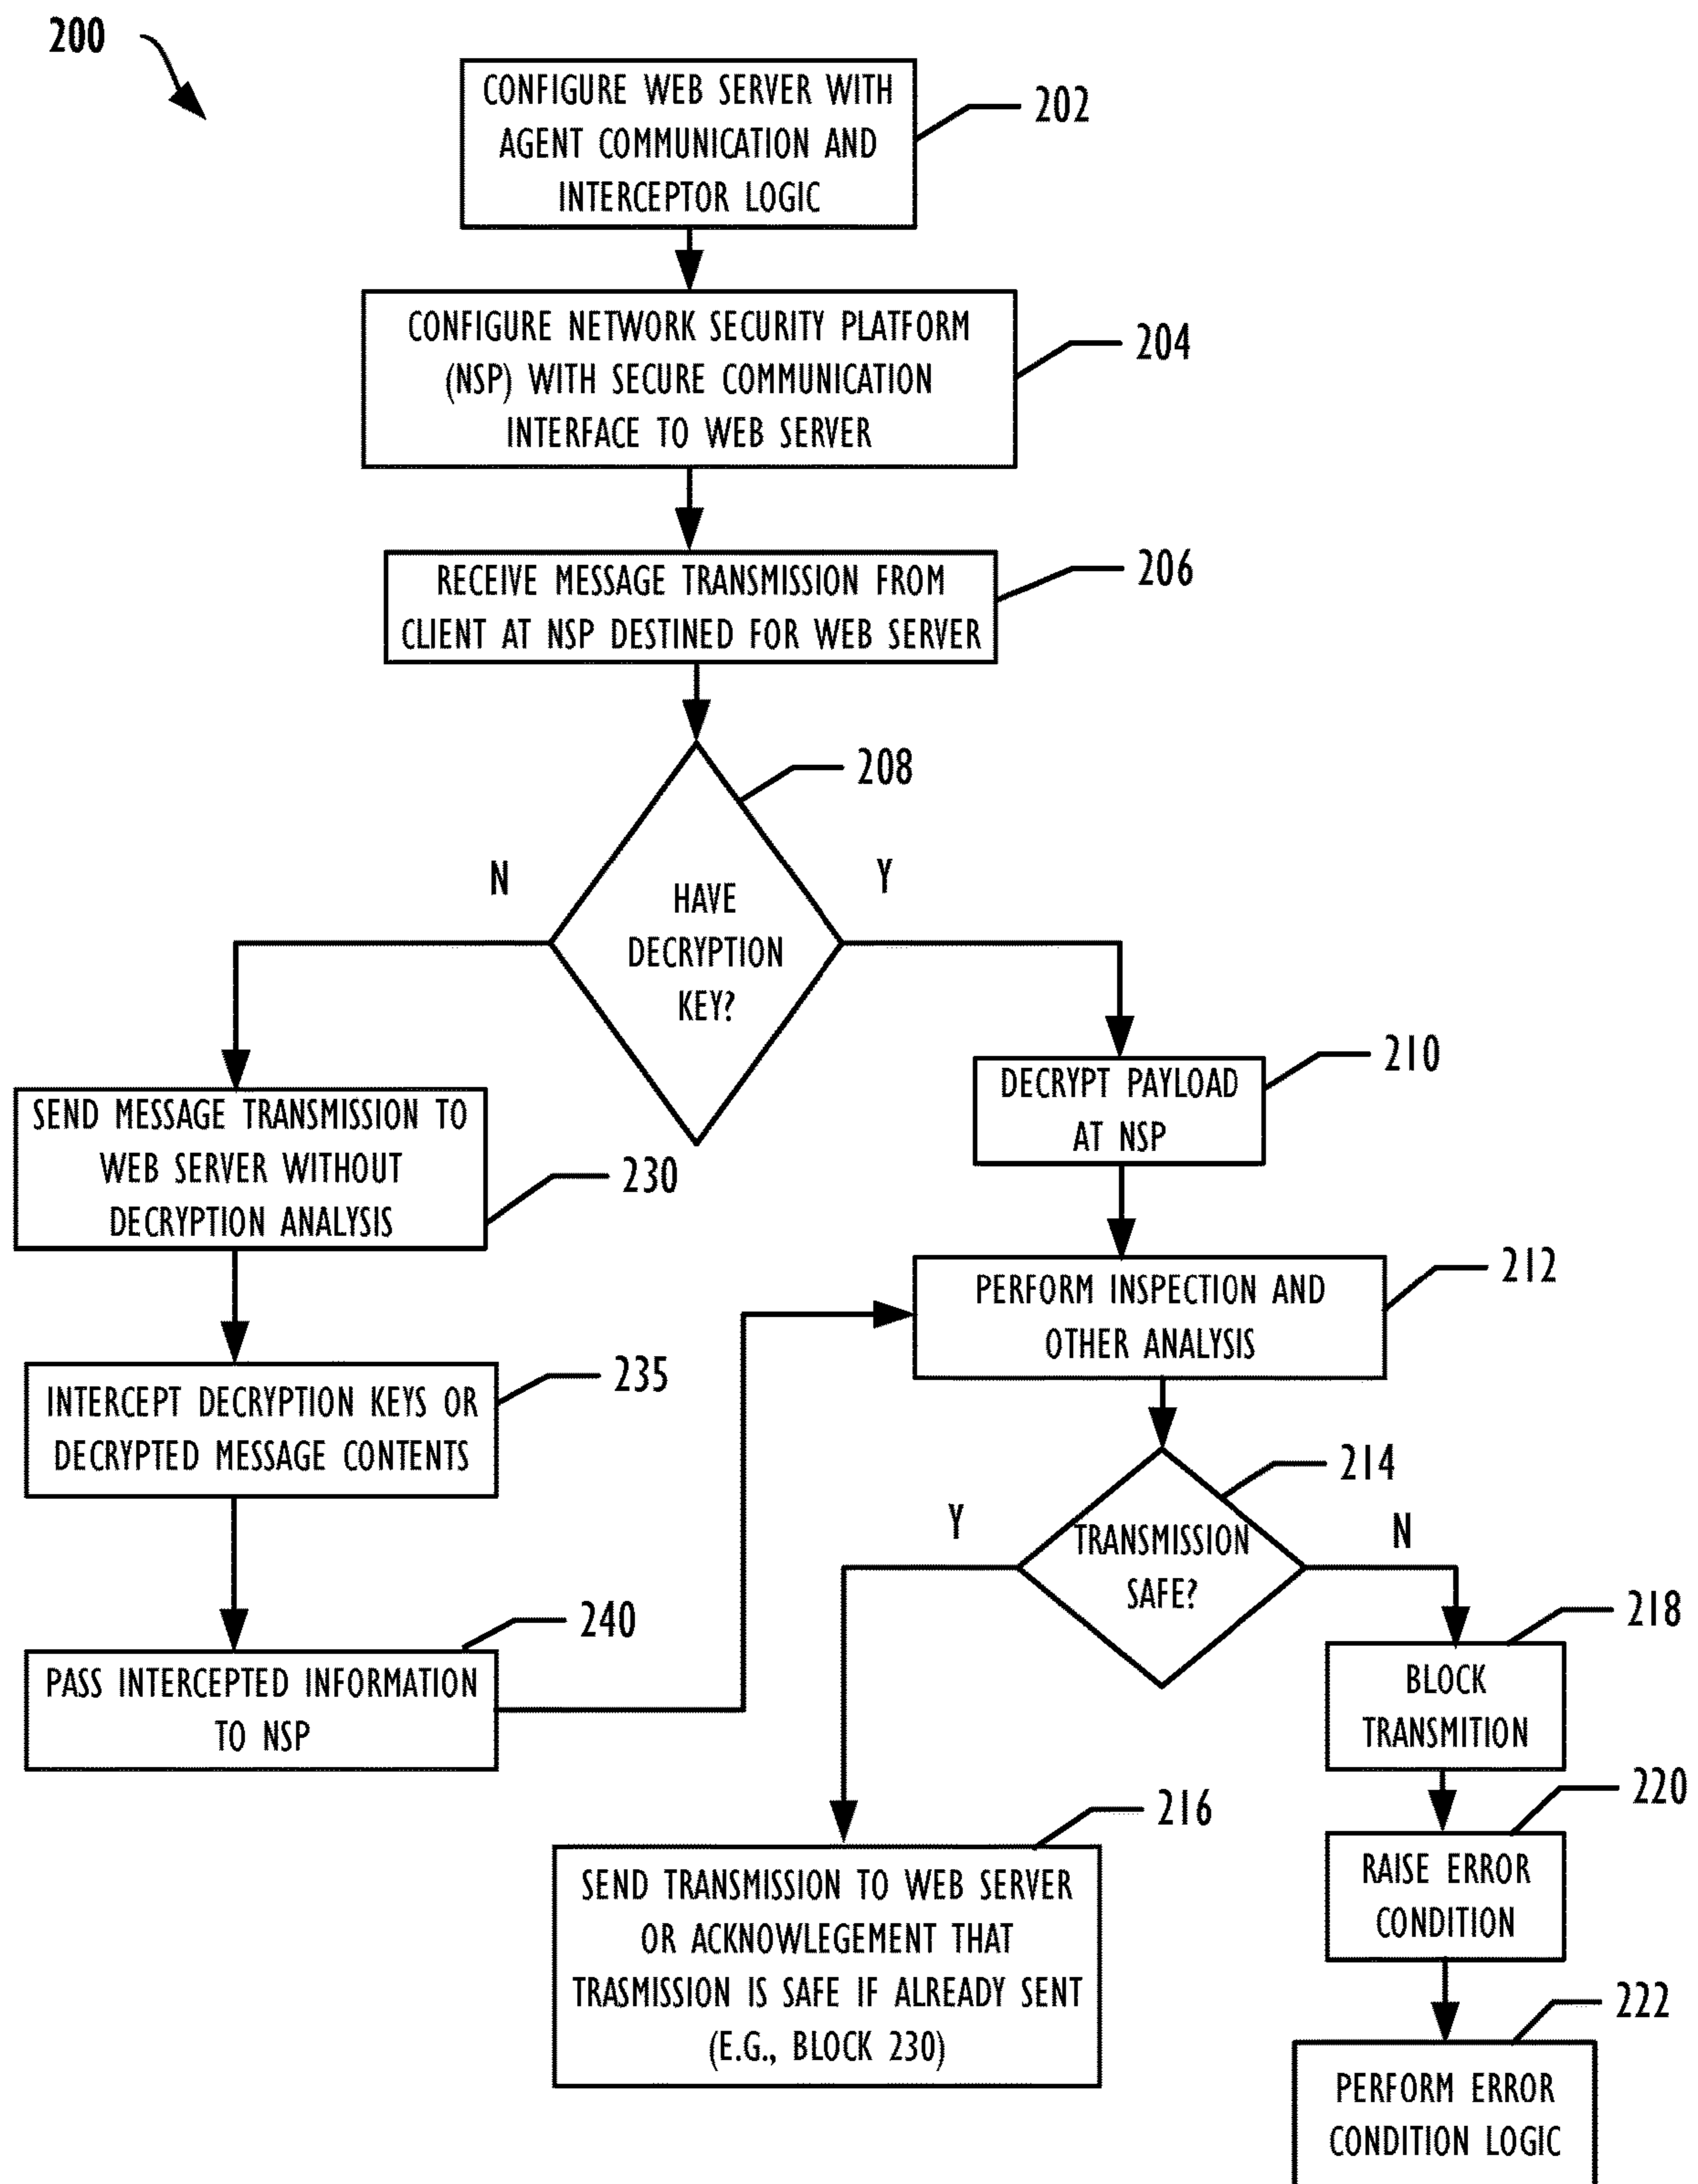 200
CONFIGURE WEB SERVER WITH
AGENT COMMUNICATION AND
INTERCEPTOR LOGIC
202
CONFIGURE NETWORK SECURITY PLATFORM
(NSP) WITH SECURE COMMUNICATION
INTERFACE TO WEB SERVER
204
RECEIVE MESSAGE TRANSMISSION FROM
CLIENT AT NSP DESTINED FOR WEB SERVER
206
208
HAVE
DECRYPTION
KEY?
N
Y
SEND MESSAGE TRANSMISSION TO
WEB SERVER WITHOUT
DECRYPTION ANALYSIS
230
INTERCEPT DECRYPTION KEYS OR
DECRYPTED MESSAGE CONTENTS
235
PASS INTERCEPTED INFORMATION
TO NSP
240
DECRYPT PAYLOAD
AT NSP
210
PERFORM INSPECTION AND
OTHER ANALYSIS
212
TRANSMISSION
SAFE?
214
Y
N
SEND TRANSMISSION TO WEB SERVER
OR ACKNOWLEGEMENT THAT
TRASMISSION IS SAFE IF ALREADY SENT
(E.G., BLOCK 230)
216
BLOCK
TRANSMITION
218
RAISE ERROR
CONDITION
220
PERFORM ERROR
CONDITION LOGIC
222